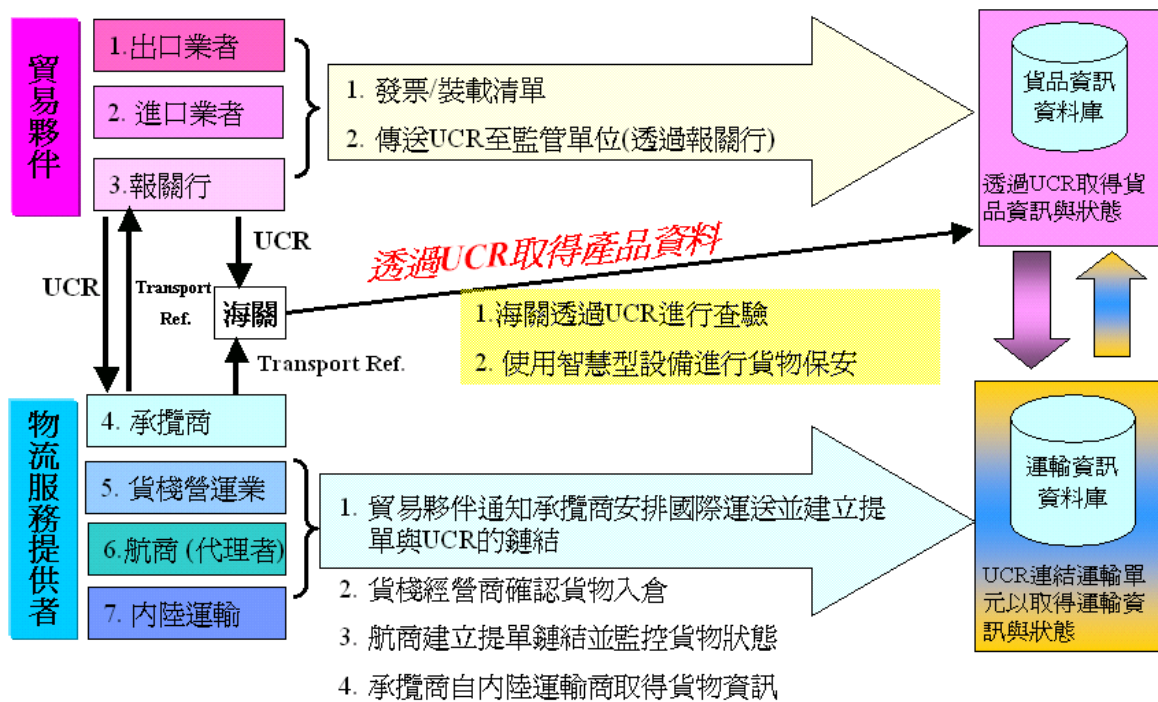 貿易夥伴
1.出口業者
2. 進口業者
3.報關行
1. 發票/裝載清單
2. 傳送UCR至監管單位(透過報關行)
貨品資訊
資料庫
透過UCR取得貨
品資訊與狀態
UCR
Transport
Ref.
UCR
海關
Transport Ref.
透過UCR取得產品資料
1.海關透過UCR進行查驗
2. 使用智慧型設備進行貨物保安
物流服務提供者
4. 承攬商
5. 貨棧營運業
6.航商 (代理者)
7. 內陸運輸
1. 貿易夥伴通知承攬商安排國際運送並建立提
單與UCR的鏈結
2. 貨棧經營商確認貨物入倉
3. 航商建立提單鏈結並監控貨物狀態
4. 承攬商自內陸運輸商取得貨物資訊
運輸資訊
資料庫
UCR連結運輸單
元以取得運輸資
訊與狀態